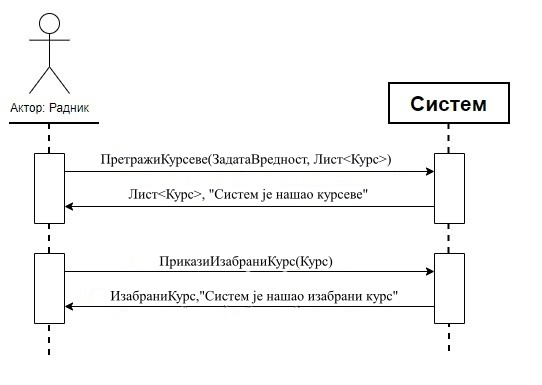 Актор: Радник
Систем
ПретражиКурсеве(ЗадатаВредност, Лист<Курс>)
Лист<Курс>, "Систем је нашао курсеве"
ПрикажиИзабраниКурс(Курс)
ИзабраниКурс,"Систем је нашао изабрани курс"